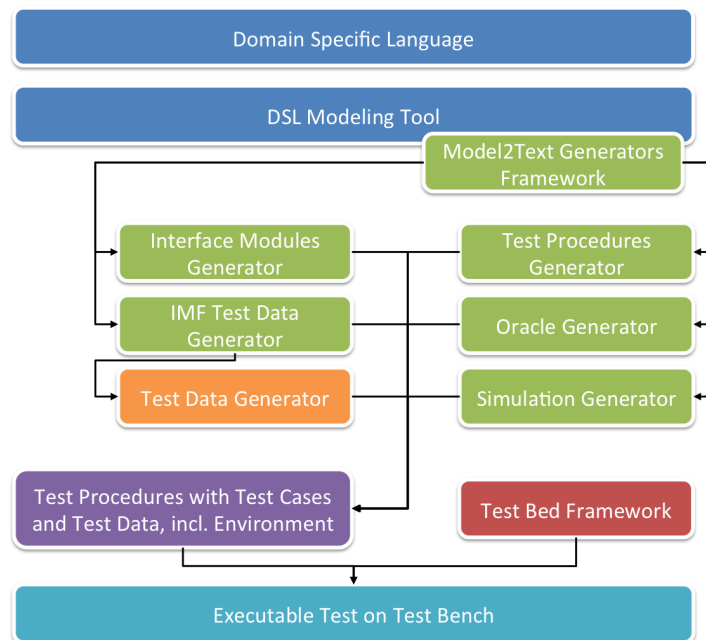 Domain Specific Language
DSL Modeling Tool
Model2Text Generators
Framework
Interface Modules
Generator
Test Procedures
Generator
IMF Test Data
Generator
Oracle Generator
Test Data Generator
Simulation Generator
Test Procedures with Test Cases
and Test Data, incl. Environment
Test Bed Framework
Executable Test on Test Bench